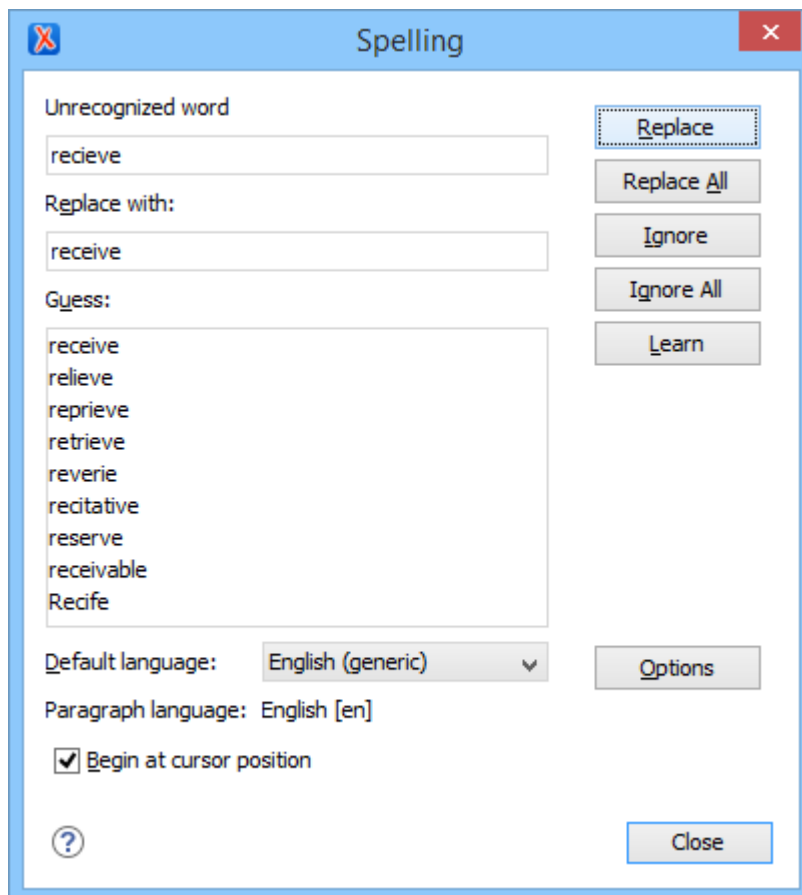 Spelling
Unrecognized word
recieve
Replace with:
receive
Guess:
receive
relieve
reprieve
retrieve
reverie
recitative
reserve
receivable
Recife
Replace
Replace All
Ignore
Ignore All
Learn
Default language: English (generic)
Options
Paragraph language: English [en]
Begin at cursor position
?
Close